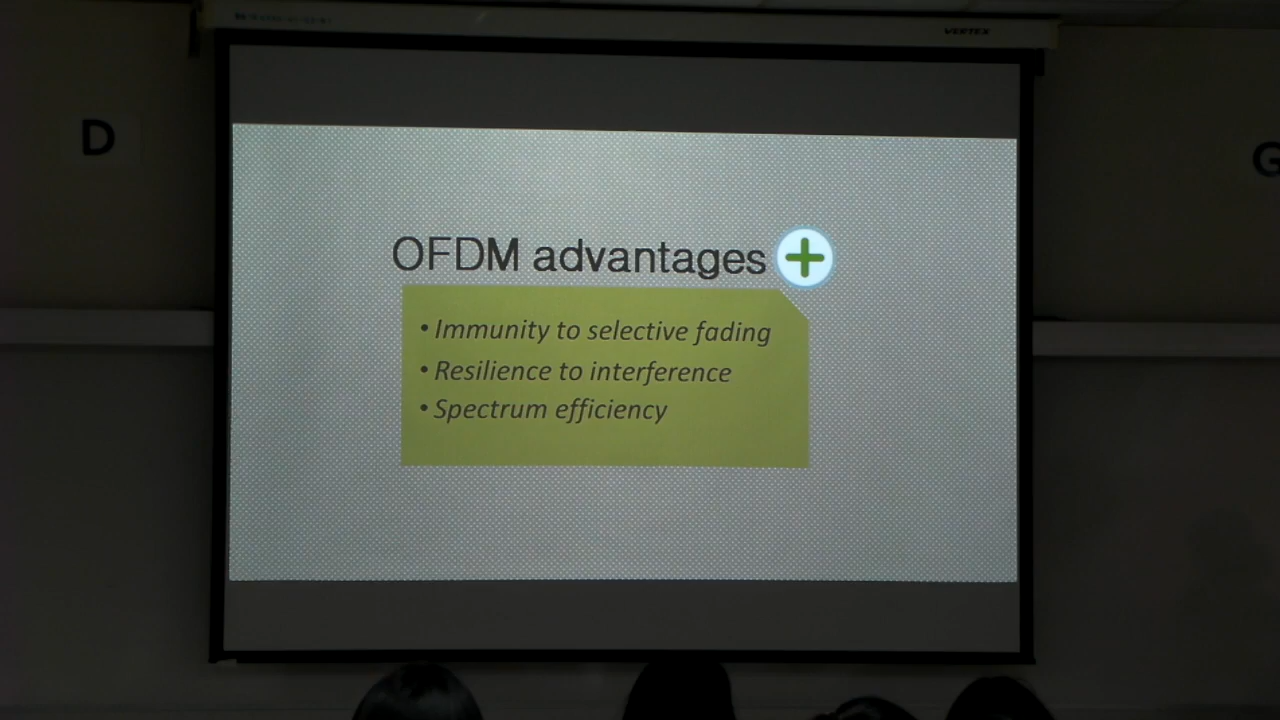 VERTEX
D
G
OFDM advantages
• Immunity to selective fading
• Resilience to interference
• Spectrum efficiency